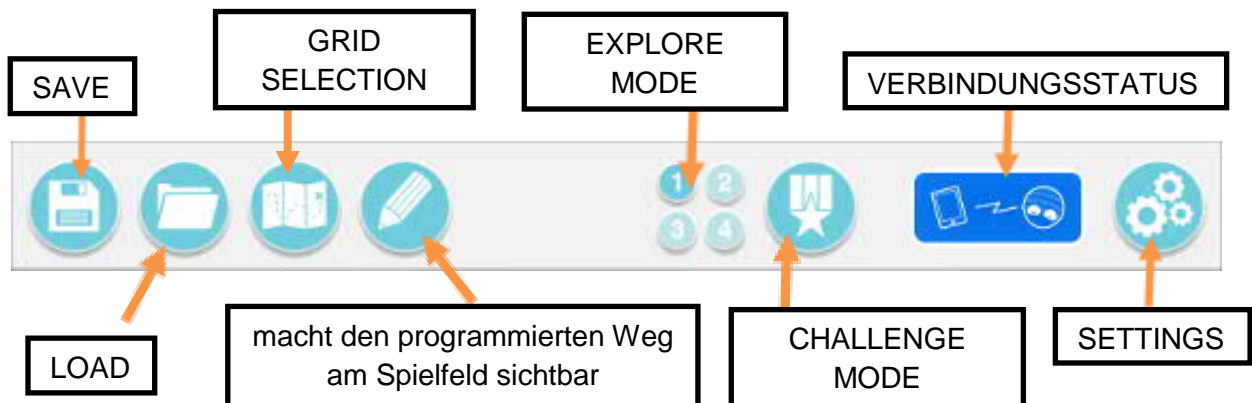 SAVE
GRID
SELECTION
EXPLORE
MODE
VERBINDUNGSSTATUS
1 2
3 4
LOAD
macht den programmierten Weg
am Spielfeld sichtbar
CHALLENGE
MODE
SETTINGS